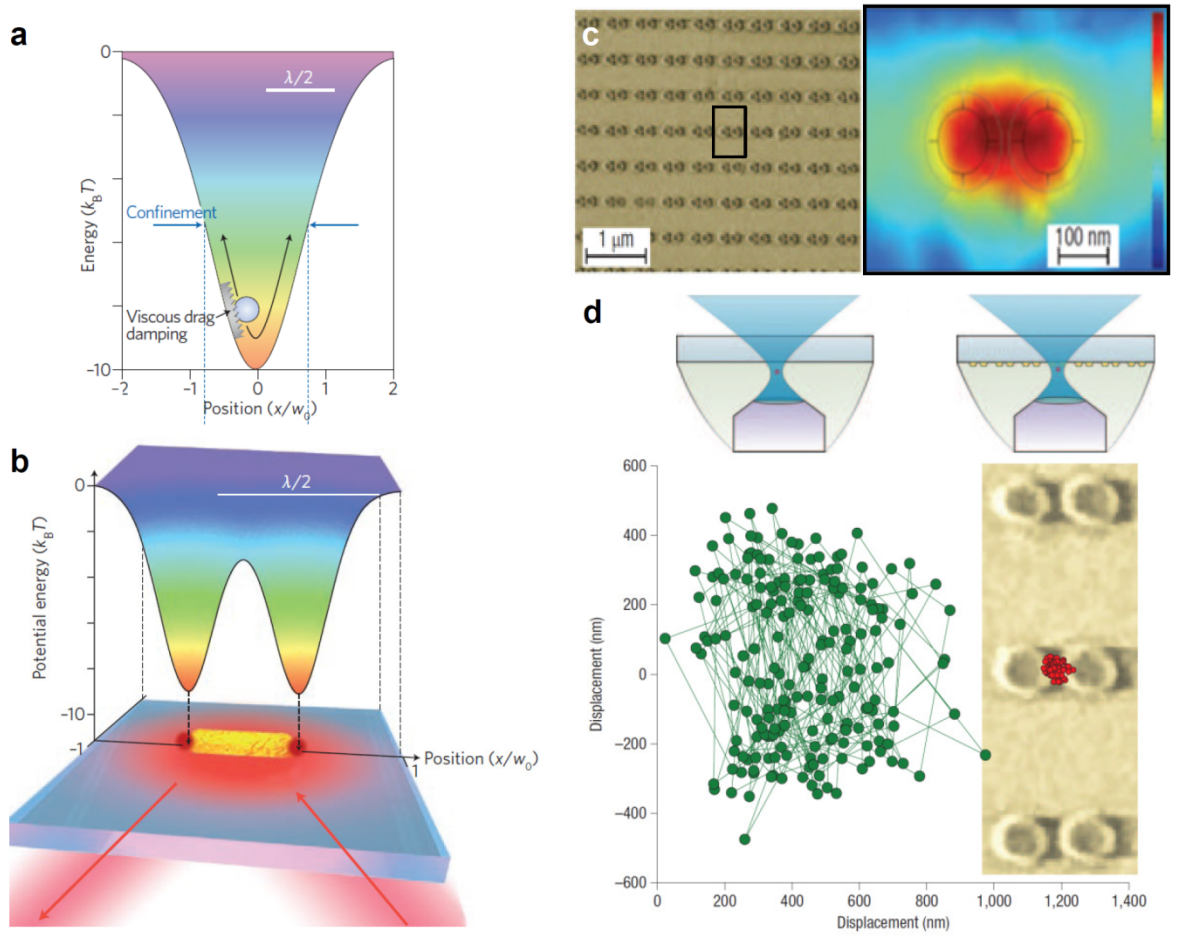 a
0
λ/2
Energy (k_BT)
Confinement
Viscous drag
damping
−10
−2
−1
0
1
2
Position (x/w₀)
b
0
λ/2
Potential energy (k_BT)
−10
−1
Position (x/w₀)
1
c
1 µm
100 nm
d
600
400
200
0
−200
−400
−600
Displacement (nm)
0
200
400
600
800
1,000
1,200
1,400
Displacement (nm)